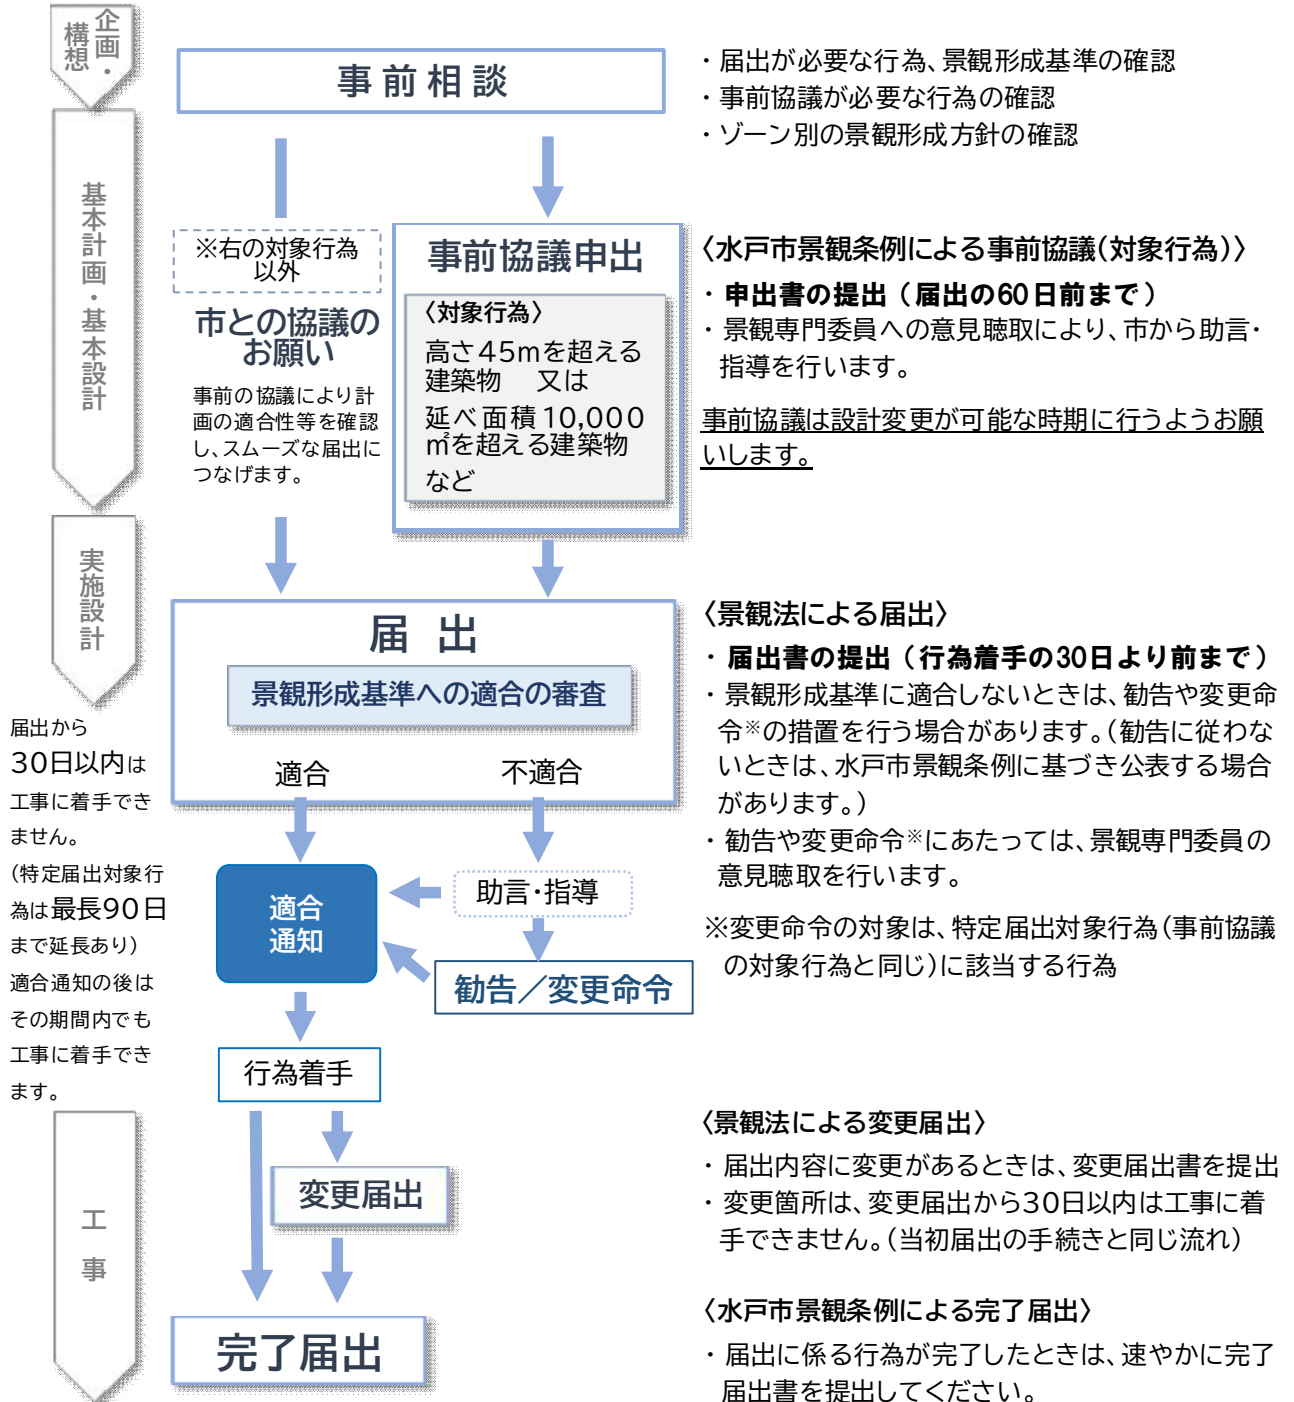 企画・
構想
事前相談
・届出が必要な行為、景観形成基準の確認
・事前協議が必要な行為の確認
・ゾーン別の景観形成方針の確認
基本計画・基本設計
※右の対象行為
以外
市との協議の
お願い
事前の協議により計
画の適合性等を確認
し、スムーズな届出に
つなげます。
事前協議申出
〈対象行為〉
高さ45mを超える
建築物 又は
延べ面積10,000
㎡を超える建築物
など
〈水戸市景観条例による事前協議(対象行為)〉
・申出書の提出(届出の60日前まで)
・景観専門委員への意見聴取により、市から助言・
指導を行います。
事前協議は設計変更が可能な時期に行うようお願
いします。
実施設計
届出
景観形成基準への適合の審査
適合
不適合
〈景観法による届出〉
・届出書の提出(行為着手の30日より前まで)
・景観形成基準に適合しないときは、勧告や変更命
令※の措置を行う場合があります。(勧告に従わな
いときは、水戸市景観条例に基づき公表する場合
があります。)
・勧告や変更命令※にあたっては、景観専門委員の
意見聴取を行います。
※変更命令の対象は、特定届出対象行為(事前協議
の対象行為と同じ)に該当する行為
届出から
30日以内は
工事に着手でき
ません。
(特定届出対象行
為は最長90日
まで延長あり)
適合通知の後は
その期間内でも
工事に着手でき
ます。
適合
通知
助言・指導
勧告/変更命令
行為着手
工事
変更届出
〈景観法による変更届出〉
・届出内容に変更があるときは、変更届出書を提出
・変更箇所は、変更届出から30日以内は工事に着
手できません。(当初届出の手続きと同じ流れ)
完了届出
〈水戸市景観条例による完了届出〉
・届出に係る行為が完了したときは、速やかに完了
届出書を提出してください。